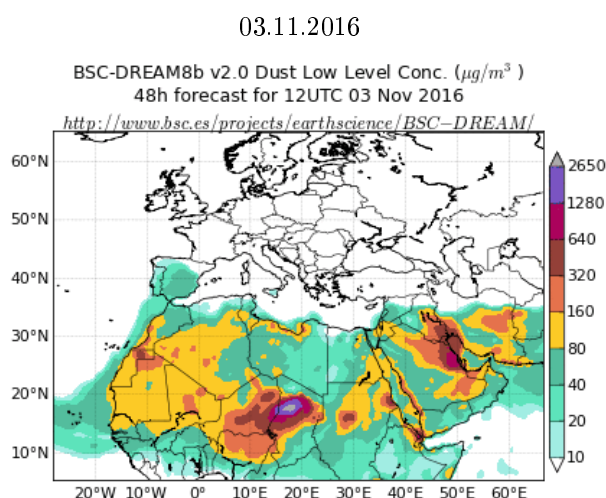 03.11.2016
BSC-DREAM8b v2.0 Dust Low Level Conc. (μg/m³ )
48h forecast for 12UTC 03 Nov 2016
http://www.bsc.es/projects/earthscience/BSC−DREAM/
60°N
50°N
40°N
30°N
20°N
10°N
20°W 10°W 0° 10°E 20°E 30°E 40°E 50°E 60°E
2650
1280
640
320
160
80
40
20
10